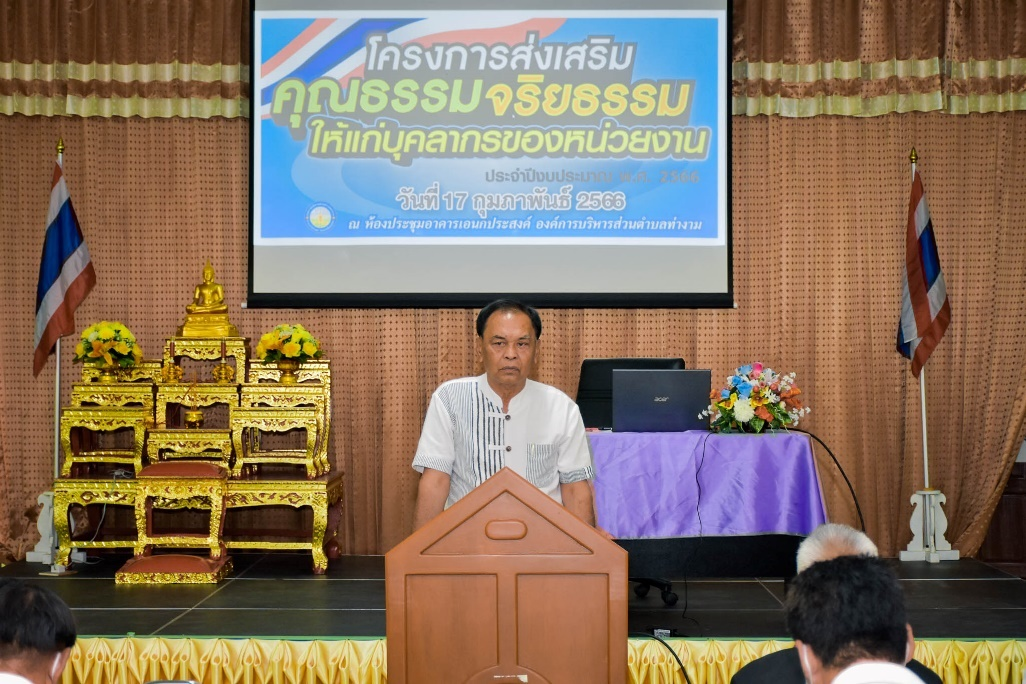 โครงการส่งเสริม
คุณธรรม จริยธรรม
ให้แก่บุคลากรของหน่วยงาน
ประจำปีงบประมาณ พ.ศ. 2566
วันที่ 17 กุมภาพันธ์ 2566
ณ ห้องประชุมอาคารเอนกประสงค์ องค์การบริหารส่วนตำบลท่างาม
acer